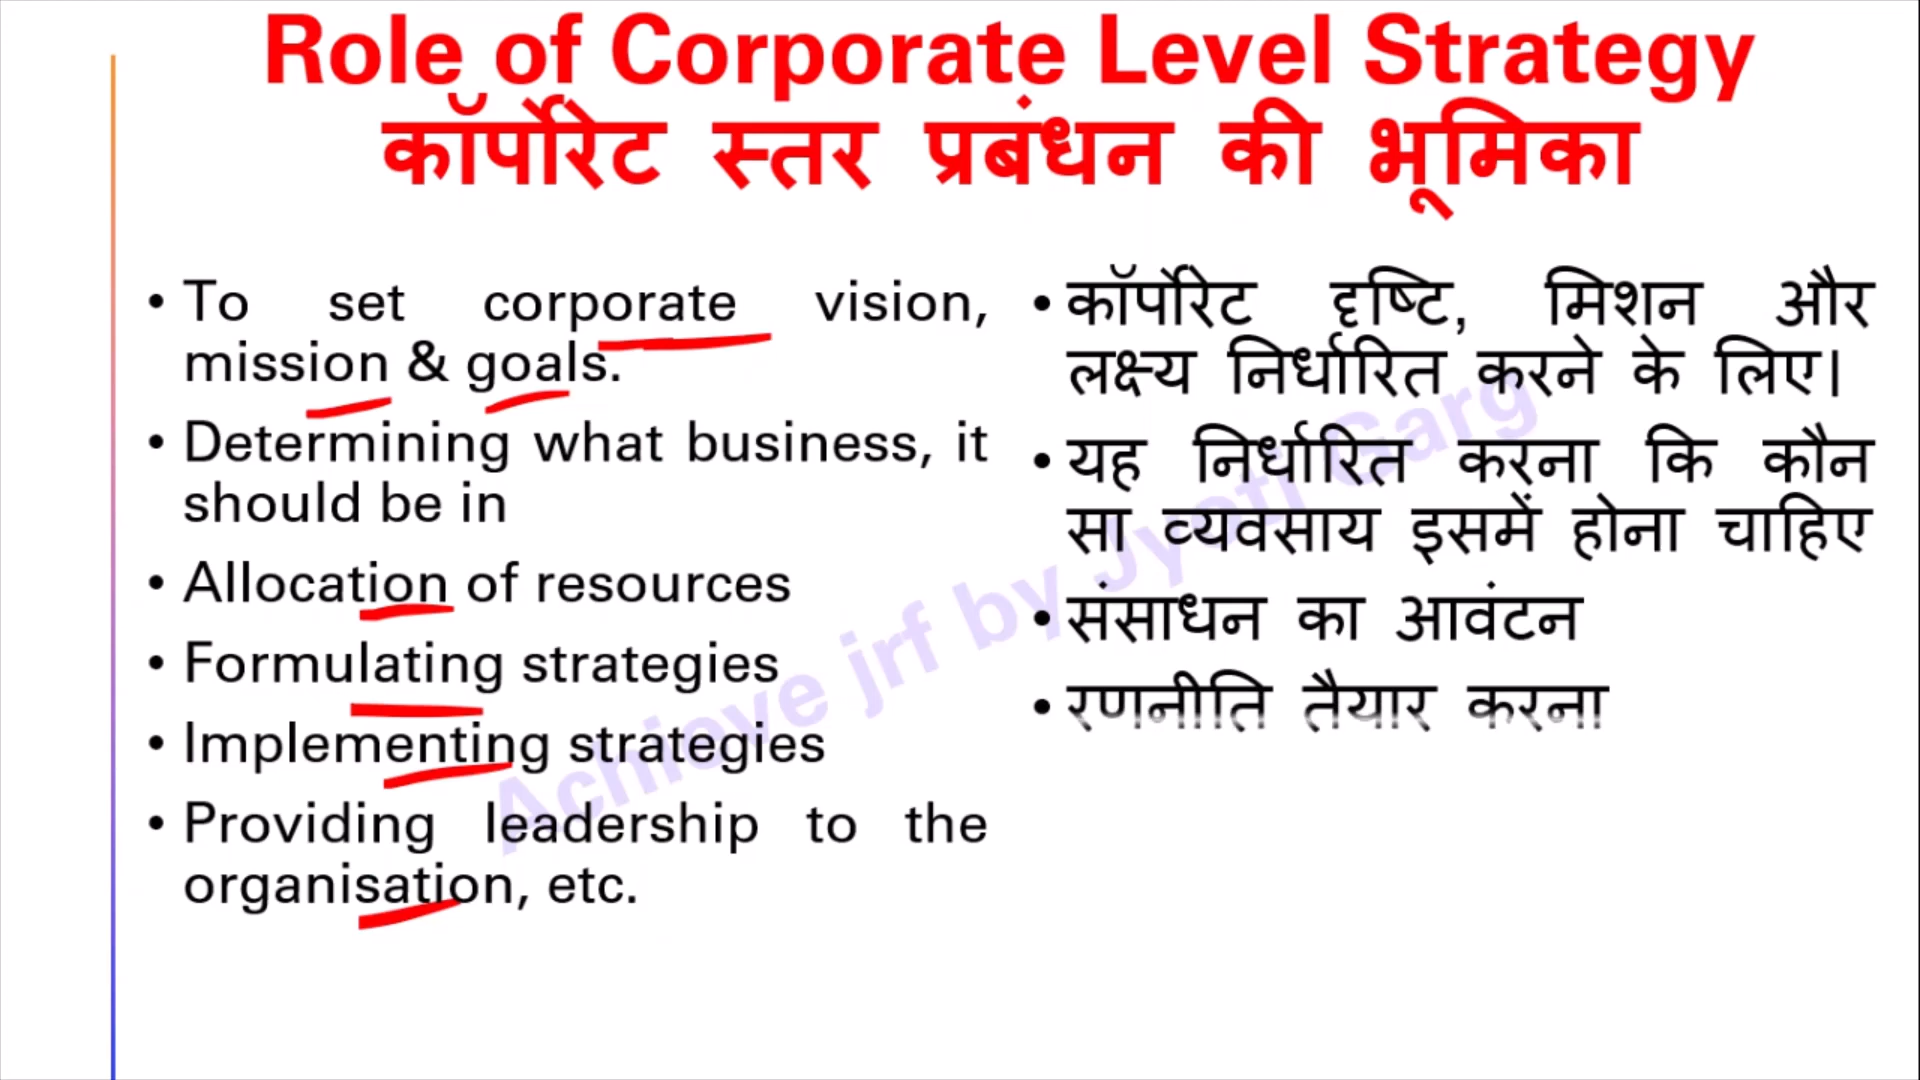 Role of Corporate Level Strategy
कॉर्पोरेट स्तर प्रबंधन की भूमिका
• To set corporate vision,
mission & goals.
• Determining what business, it
should be in
• Allocation of resources
• Formulating strategies
• Implementing strategies
• Providing leadership to the
organisation, etc.
• कॉर्पोरेट दृष्टि, मिशन और
लक्ष्य निर्धारित करने के लिए।
• यह निर्धारित करना कि कौन
सा व्यवसाय इसमें होना चाहिए
• संसाधन का आवंटन
• रणनीति तैयार करना
Achieve jrf by Jyoti Garg